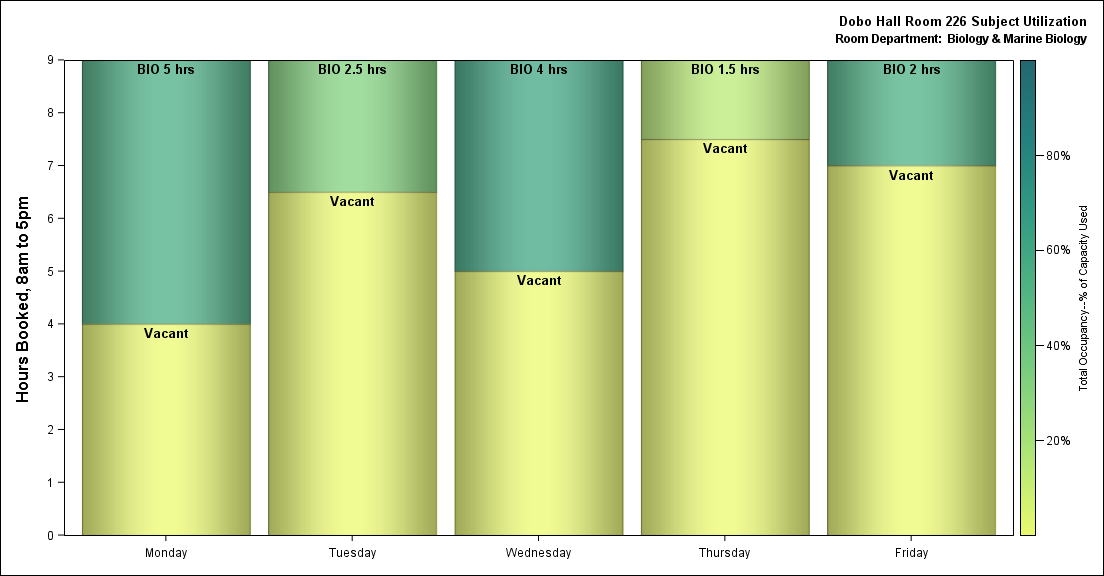 Dobo Hall Room 226 Subject Utilization
Room Department: Biology & Marine Biology
Hours Booked, 8am to 5pm
9
8
7
6
5
4
3
2
1
0
BIO 5 hrs
BIO 2.5 hrs
BIO 4 hrs
BIO 1.5 hrs
BIO 2 hrs
Vacant
Vacant
Vacant
Vacant
Vacant
Monday
Tuesday
Wednesday
Thursday
Friday
80%
60%
40%
20%
Total Occupancy--% of Capacity Used